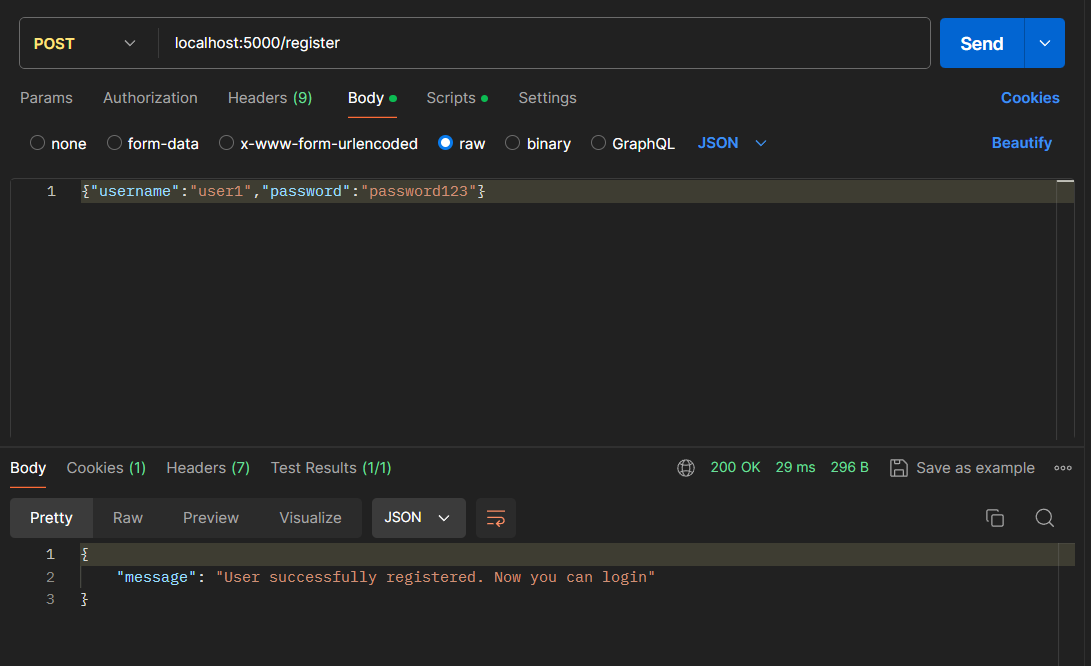 POST localhost:5000/register Send
Params Authorization Headers (9) Body Scripts Settings Cookies
none form-data x-www-form-urlencoded raw binary GraphQL JSON Beautify
1 {"username":"user1","password":"password123"}
Body Cookies (1) Headers (7) Test Results (1/1) 200 OK 29 ms 296 B Save as example
Pretty Raw Preview Visualize JSON
1 {
2 "message": "User successfully registered. Now you can login"
3 }